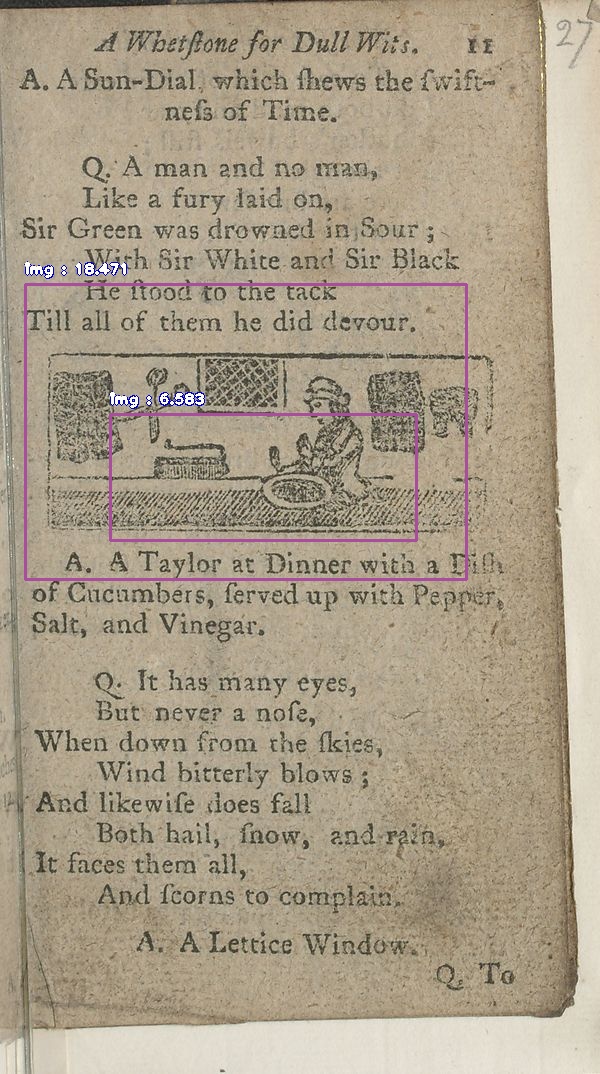 A Whetſtone for Dull Wits. 11
27
A. A Sun-Dial, which ſhews the ſwift-
neſs of Time.
Q. A man and no man,
Like a fury laid on,
Sir Green was drowned in Sour ;
With Sir White and Sir Black
Img : 18.471
He ſtood to the tack
Till all of them he did devour.
Img : 6.583
A. A Taylor at Dinner with a Diſh
of Cucumbers, ſerved up with Pepper,
Salt, and Vinegar.
Q. It has many eyes,
But never a noſe,
When down from the ſkies,
Wind bitterly blows ;
And likewiſe does fall
Both hail, ſnow, and rain,
It faces them all,
And ſcorns to complain.
A. A Lettice Window.
Q. To